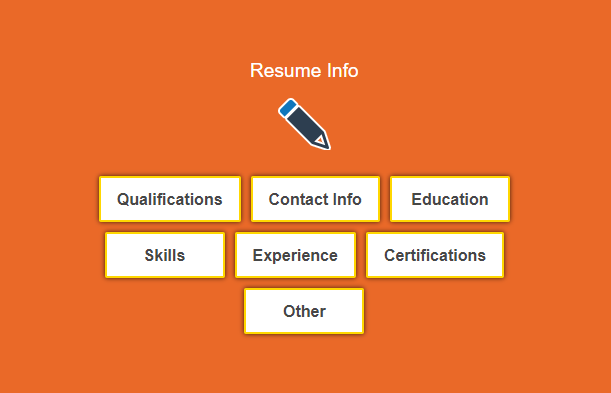 Resume Info
Qualifications Contact Info Education
Skills Experience Certifications
Other